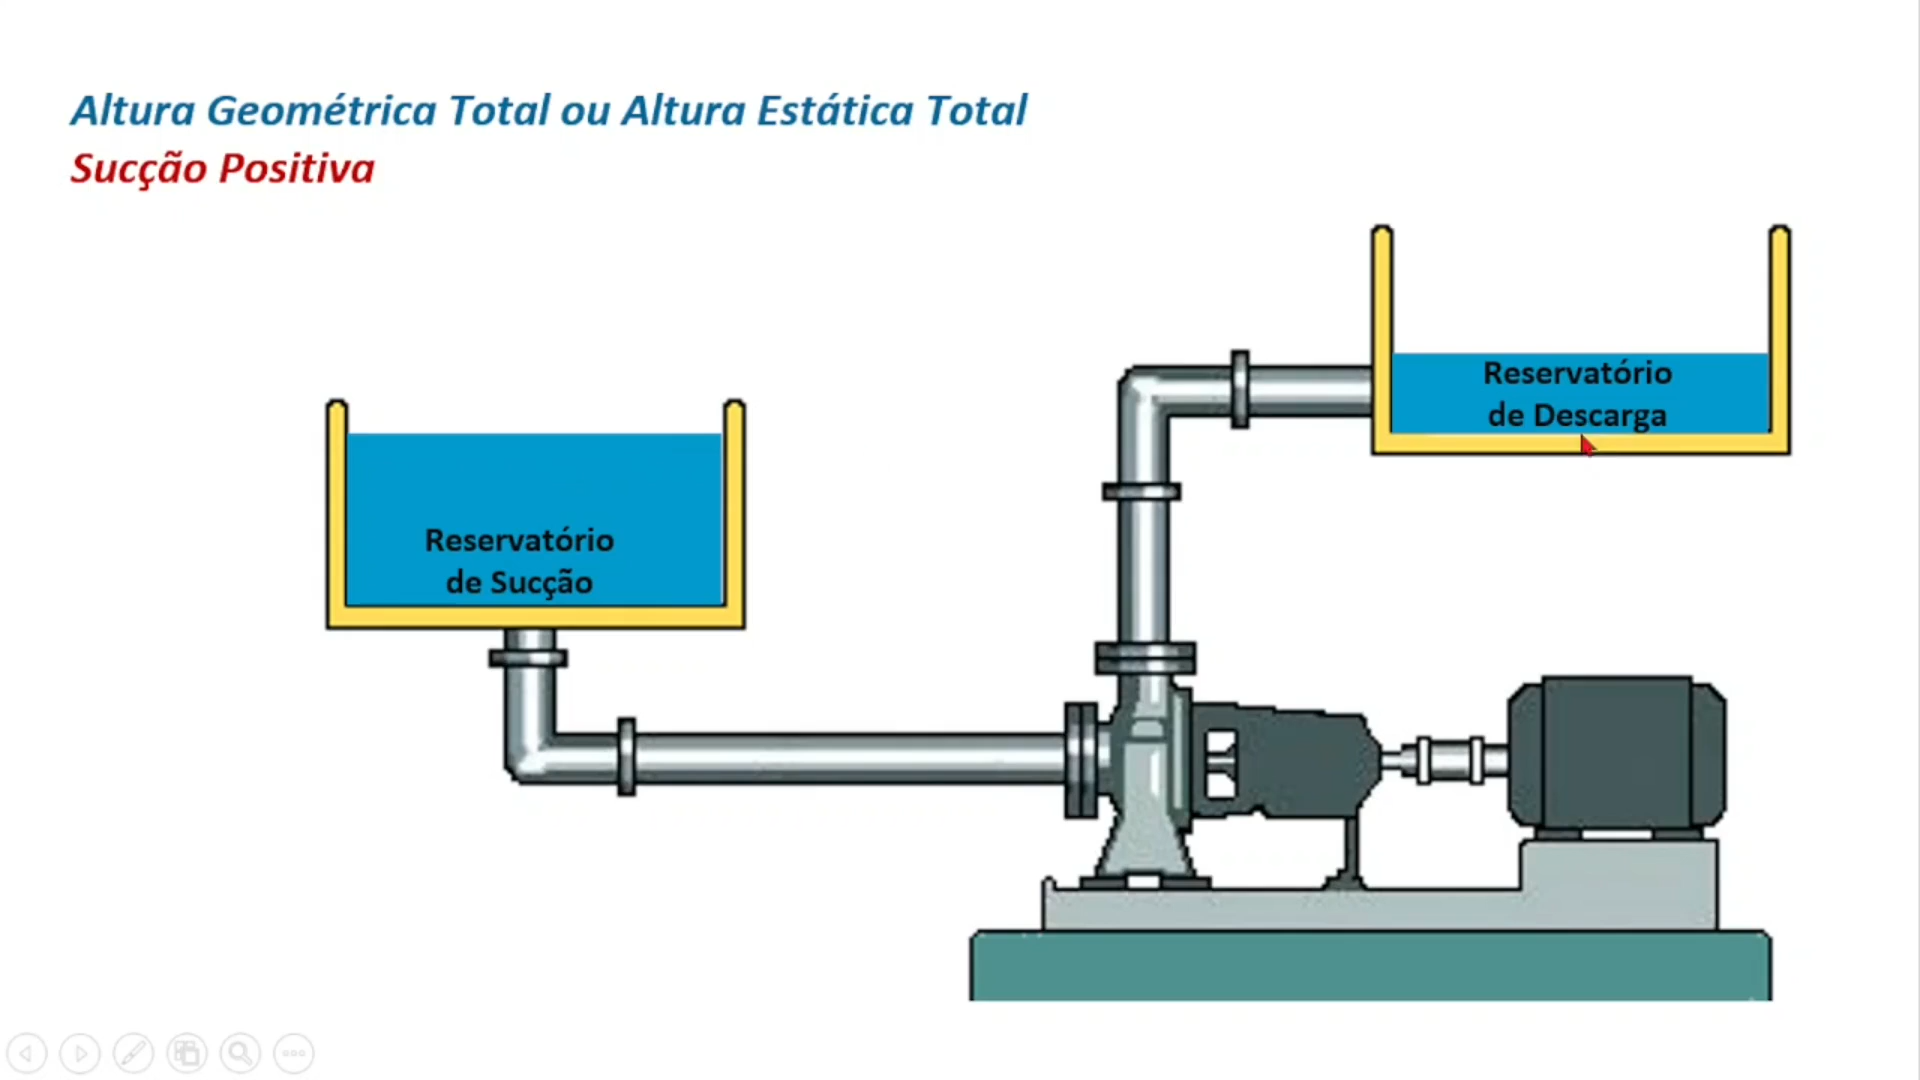 Altura Geométrica Total ou Altura Estática Total
Sucção Positiva
Reservatório
de Descarga
Reservatório
de Sucção